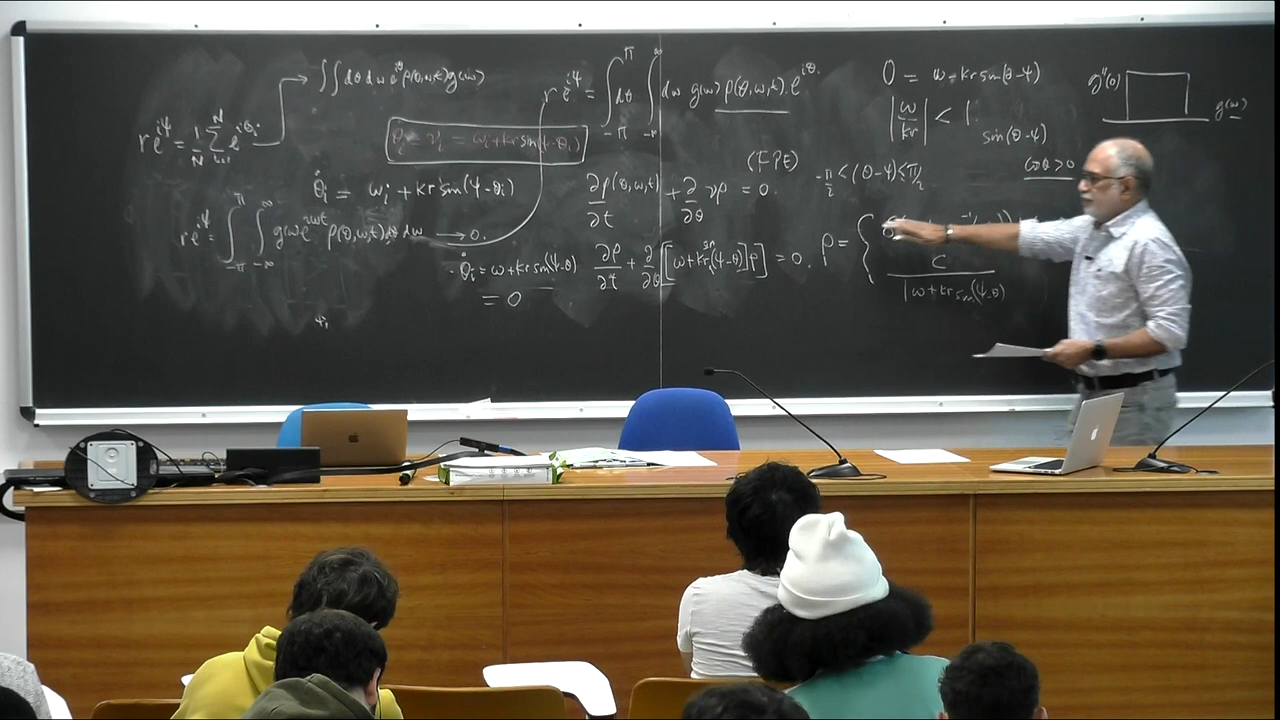 ∫∫ dθ dω e^{iθ} ρ(θ,ω,t) g(ω)
r e^{iψ} = 1/N Σ_{i=1}^{N} e^{iθ_i}
= ω_i + kr sin(ψ-θ_i)
θ̇_i = ω_i + kr sin(ψ-θ_i)
r e^{iψ} = ∫_{-π}^{π} ∫_{-∞}^{∞} g(ω) e^{iωt} ρ(θ,ω,t) dθ dω → 0.
θ̇_i = ω + kr sin(ψ-θ)
= 0
r e^{iψ} = ∫_{-π}^{π} dθ ∫_{-∞}^{∞} dω g(ω) ρ(θ,ω,t). e^{iθ}.
(FPE)
∂ρ(θ,ω,t)/∂t + ∂/∂θ νρ = 0.
∂ρ/∂t + ∂/∂θ [ω + kr sin(ψ-θ)]ρ] = 0.
0 = ω - kr sin(θ-ψ)
|ω/kr| < 1.
sin(θ-ψ)
cos θ > 0
-π/2 < (θ-ψ) ≤ π/2
ρ = {
C / |ω + kr sin(ψ-θ)
g''(0)
g(ω)